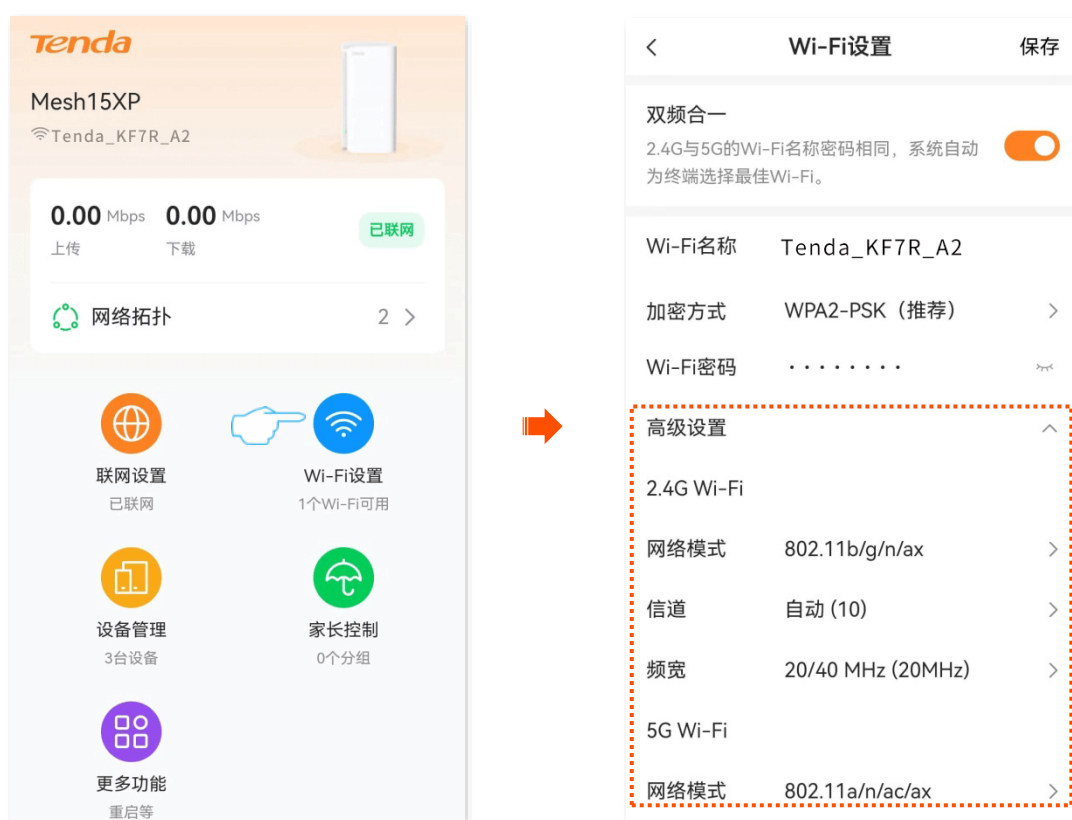 Tenda
Mesh15XP
Tenda_KF7R_A2
0.00 Mbps 0.00 Mbps
上传 下载
已联网
网络拓扑 2
联网设置 Wi-Fi设置
已联网 1个Wi-Fi可用
设备管理 家长控制
3台设备 0个分组
更多功能
重启等
Wi-Fi设置 保存
双频合一
2.4G与5G的Wi-Fi名称密码相同，系统自动
为终端选择最佳Wi-Fi。
Wi-Fi名称 Tenda_KF7R_A2
加密方式 WPA2-PSK（推荐）
Wi-Fi密码 ········
高级设置
2.4G Wi-Fi
网络模式 802.11b/g/n/ax
信道 自动 (10)
频宽 20/40 MHz (20MHz)
5G Wi-Fi
网络模式 802.11a/n/ac/ax